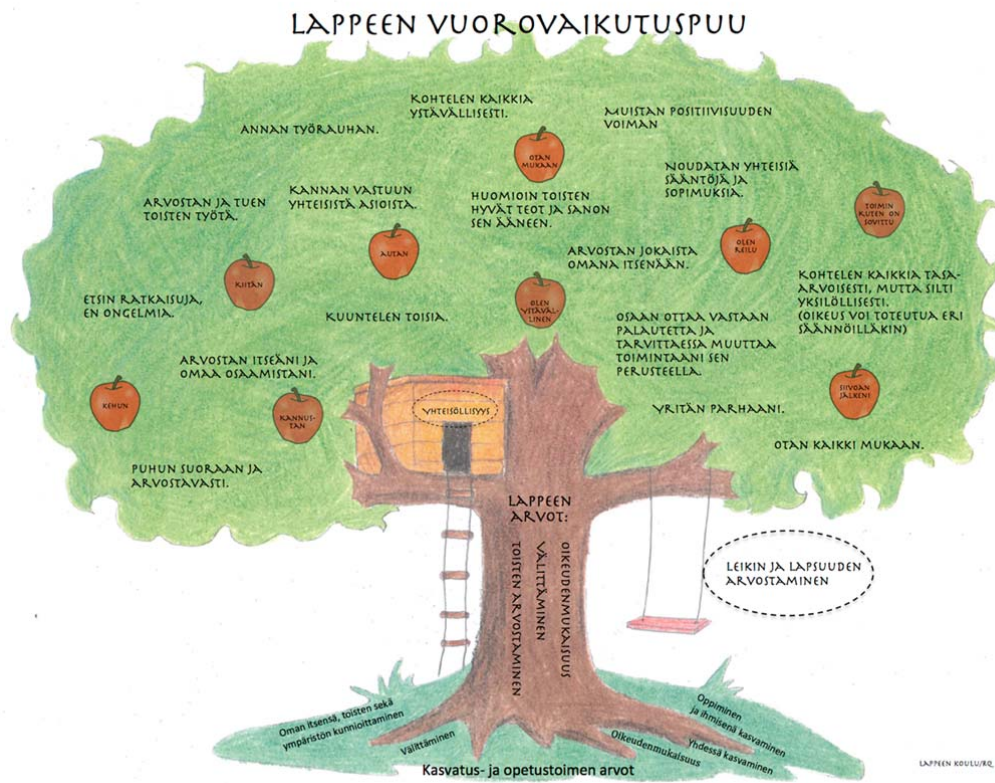 LAPPEEN VUOROVAIKUTUSPUU
KOHTELEN KAIKKIA
YSTÄVÄLLISESTI.
MUISTAN POSITIIVISUUDEN
VOIMAN
ANNAN TYÖRAUHAN.
OTAN
MUKAAN
NOUDATAN YHTEISIÄ
SÄÄNTÖJÄ JA
SOPIMUKSIA.
KANNAN VASTUUN
YHTEISISTÄ ASIOISTA.
HUOMIOIN TOISTEN
HYVÄT TEOT JA SANON
SEN ÄÄNEEN.
ARVOSTAN JA TUEN
TOISTEN TYÖTÄ.
TOIMIN
KUTEN ON
SOVITTU
OLEN
REILU
AUTAN
ARVOSTAN JOKAISTA
OMANA ITSENÄÄN.
KIITÄN
KOHTELEN KAIKKIA TASA-
ARVOISESTI, MUTTA SILTI
YKSILÖLLISESTI.
(OIKEUS VOI TOTEUTUA ERI
SÄÄNNÖILLÄKIN)
ETSIN RATKAISUJA,
EN ONGELMIA.
OLEN
YSTÄVÄL-
LINEN
KUUNTELEN TOISIA.
OSAAN OTTAA VASTAAN
PALAUTETTA JA
TARVITTAESSA MUUTTAA
TOIMINTAANI SEN
PERUSTEELLA.
ARVOSTAN ITSEÄNI JA
OMAA OSAAMISTANI.
SIIVOAN
JÄLKENI
KEHUN
KANNUS-
TAN
YHTEISÖLLISYYS
YRITÄN PARHAANI.
OTAN KAIKKI MUKAAN.
PUHUN SUORAAN JA
ARVOSTAVASTI.
LAPPEEN
ARVOT:
OIKEUDENMUKAISUUS
VÄLITTÄMINEN
TOISTEN ARVOSTAMINEN
LEIKIN JA LAPSUUDEN
ARVOSTAMINEN
Oman itsensä, toisten sekä
ympäristön kunnioittaminen
Välittäminen
Oikeudenmukaisuus
Yhdessä kasvaminen
Oppiminen
ja ihmisenä kasvaminen
Kasvatus- ja opetustoimen arvot
LAPPEEN KOULU/RQ